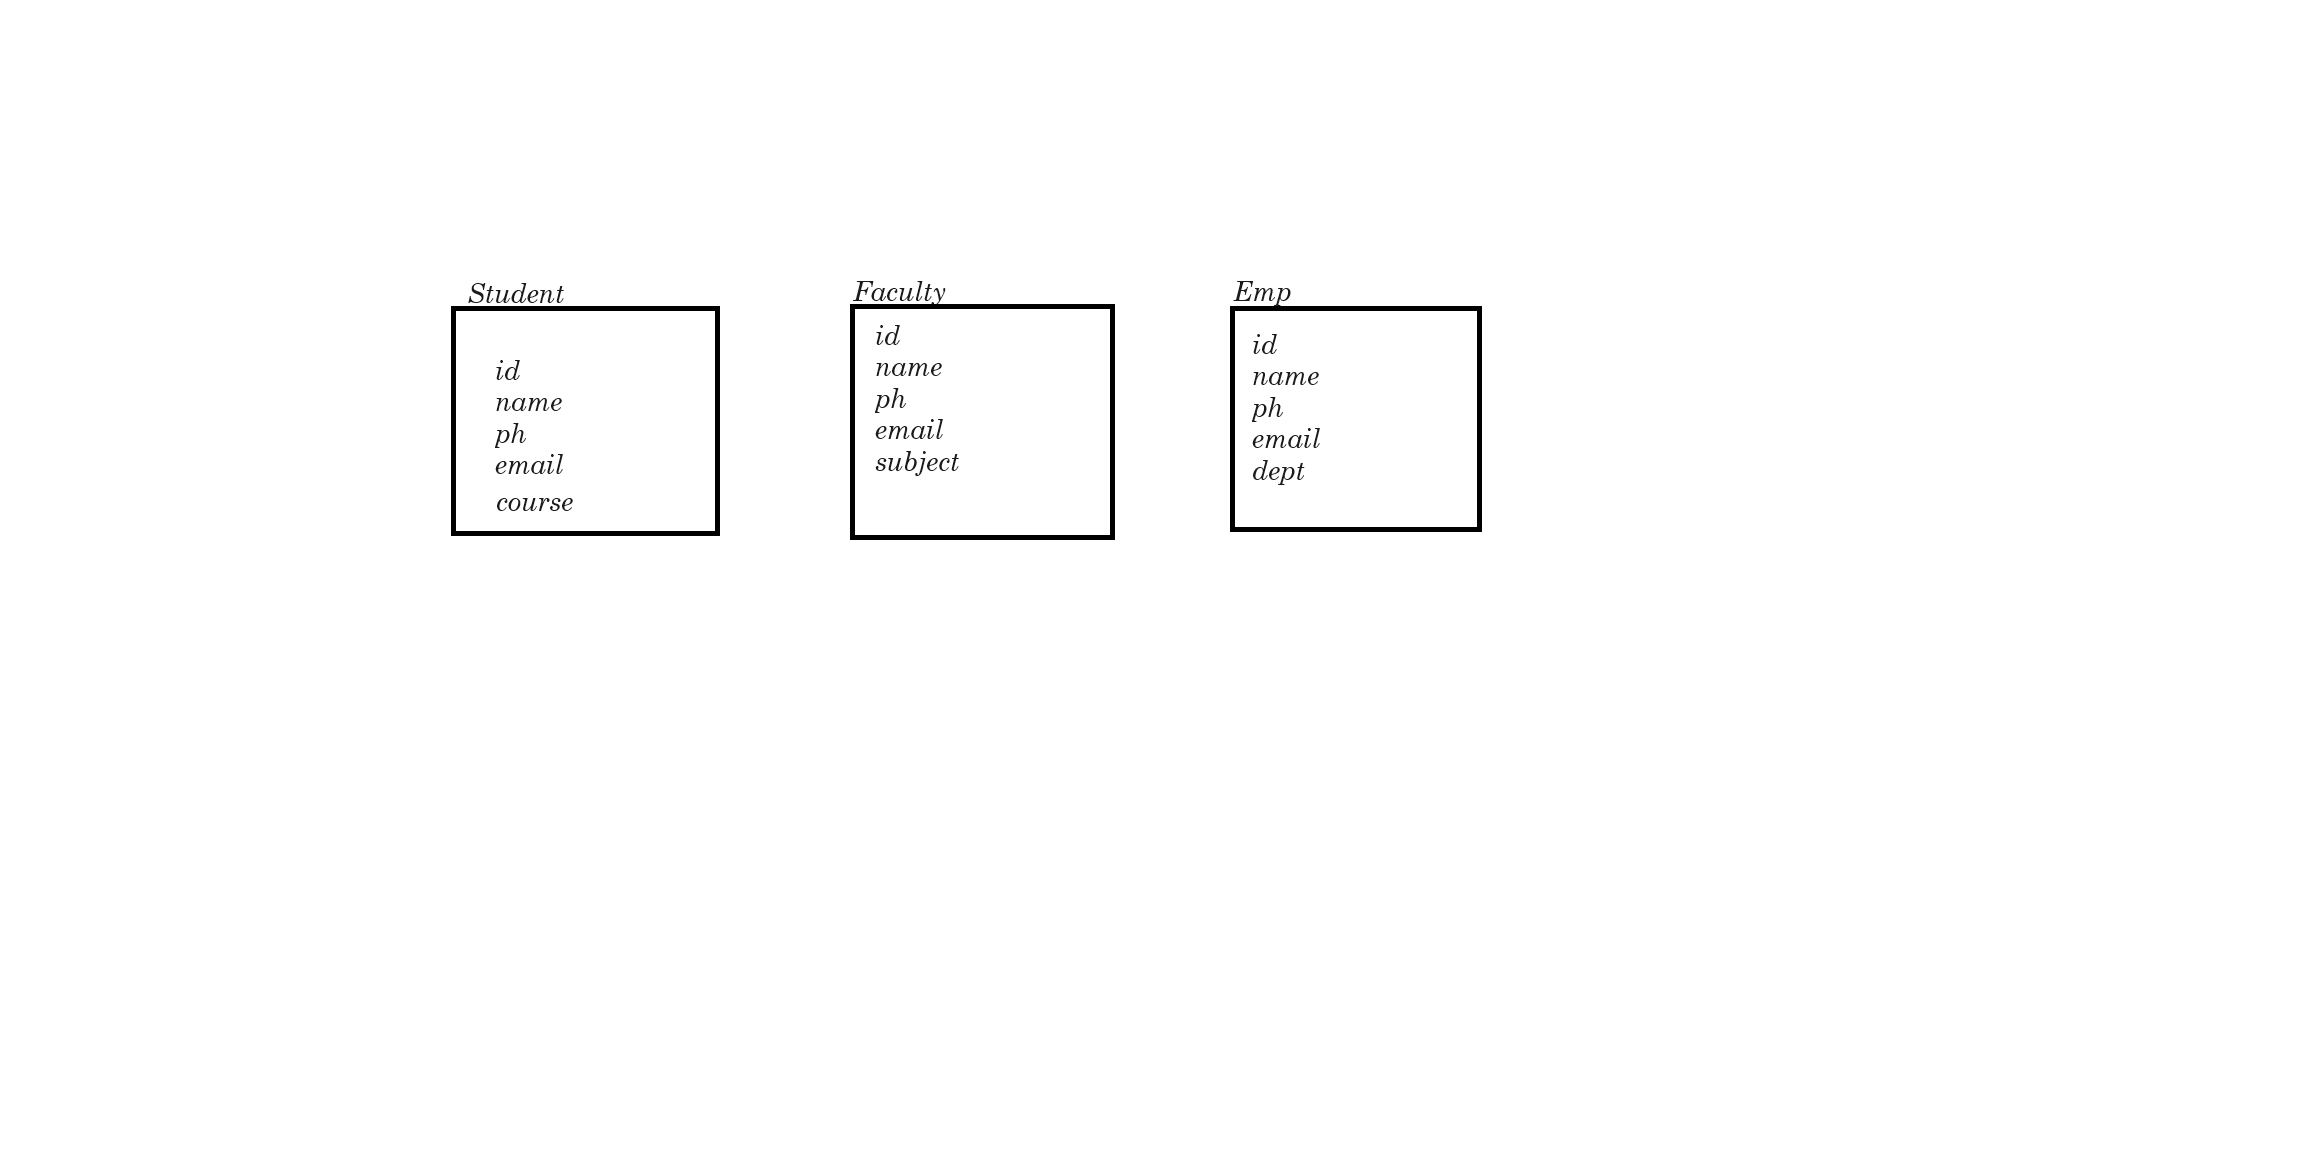 Student
id
name
ph
email
course
Faculty
id
name
ph
email
subject
Emp
id
name
ph
email
dept